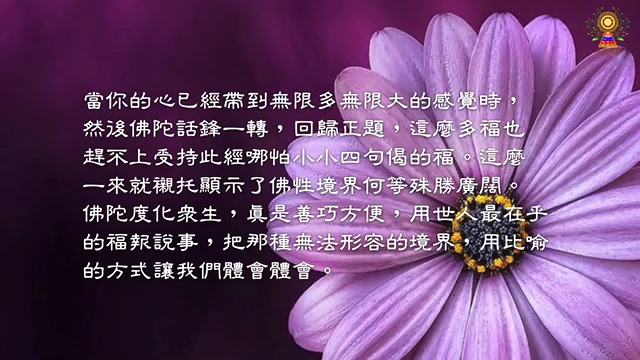 當你的心已經帶到無限多無限大的感覺時，
然後佛陀話鋒一轉，回歸正題，這麼多福也
趕不上受持此經哪怕小小四句偈的福。這麼
一來就襯托顯示了佛性境界何等殊勝廣闊。
佛陀度化眾生，真是善巧方便，用世人最在乎
的福報說事，把那種無法形容的境界，用比喻
的方式讓我們體會體會。